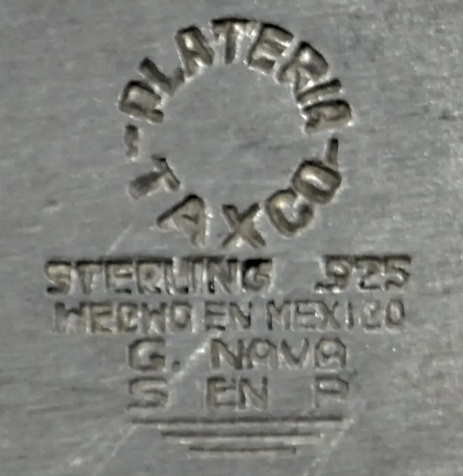 -PLATERIA-
TAXCO
STERLING .925
HECHO EN MEXICO
G. NAVA
S EN P